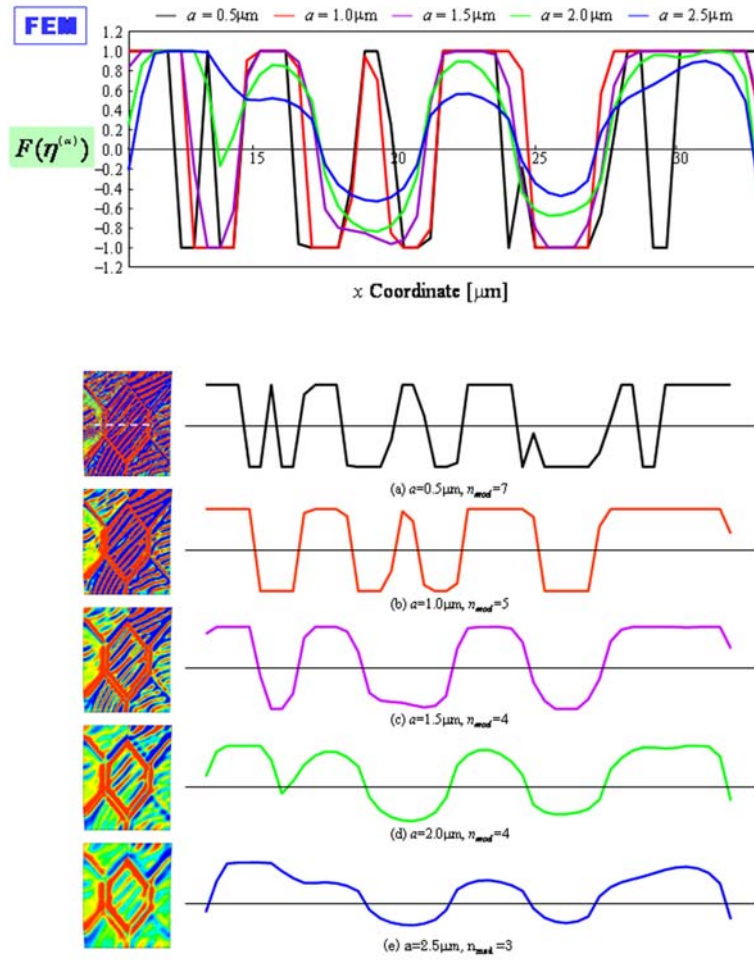 FEM
a = 0.5μm a = 1.0μm a = 1.5μm a = 2.0μm a = 2.5μm
1.2
1.0
0.8
0.6
0.4
0.2
0.0
−0.2
−0.4
−0.6
−0.8
−1.0
−1.2
F(η⁽ᵅ⁾)
15 20 25 30
x Coordinate [μm]
(a) a=0.5μm, nmod=7
(b) a=1.0μm, nmod=5
(c) a=1.5μm, nmod=4
(d) a=2.0μm, nmod=4
(e) a=2.5μm, nmod=3